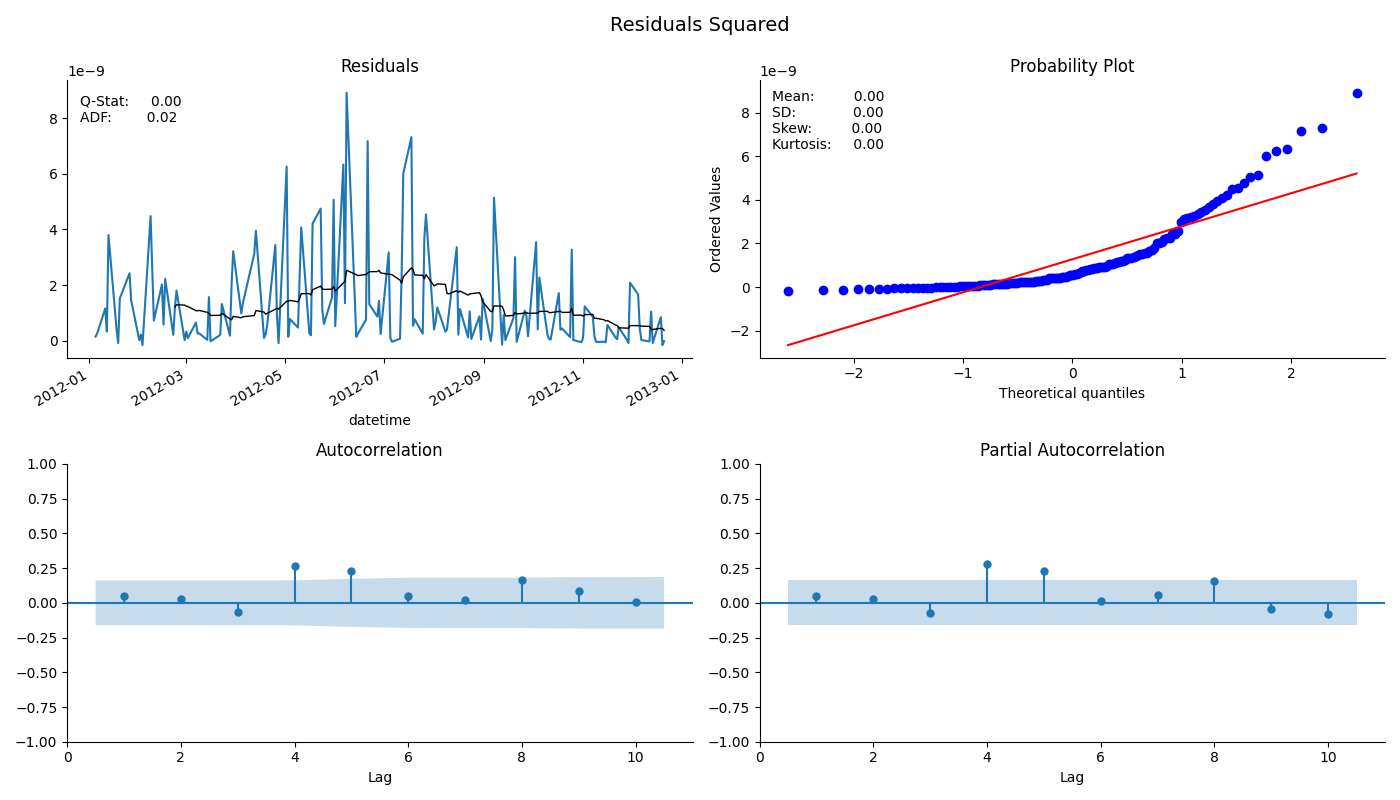 Residuals Squared
Residuals
1e−9
Q-Stat: 0.00
ADF: 0.02
8
6
4
2
0
2012-01
2012-03
2012-05
2012-07
2012-09
2012-11
2013-01
datetime
Probability Plot
1e−9
Mean: 0.00
SD: 0.00
Skew: 0.00
Kurtosis: 0.00
Ordered Values
8
6
4
2
0
−2
−2
−1
0
1
2
Theoretical quantiles
Autocorrelation
1.00
0.75
0.50
0.25
0.00
−0.25
−0.50
−0.75
−1.00
0
2
4
6
8
10
Lag
Partial Autocorrelation
1.00
0.75
0.50
0.25
0.00
−0.25
−0.50
−0.75
−1.00
0
2
4
6
8
10
Lag